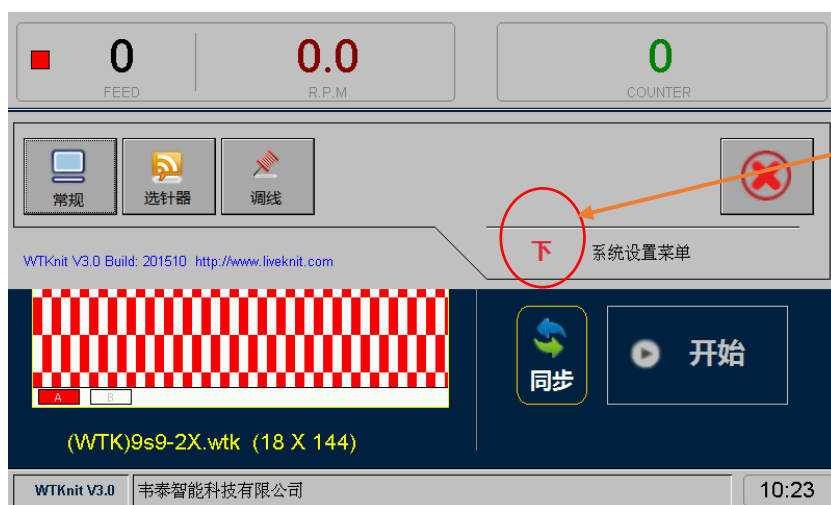 0
FEED
0.0
R.P.M
0
COUNTER
常规
选针器
调线
下
系统设置菜单
WTKnit V3.0 Build: 201510 http://www.liveknit.com
A
B
同步
开始
(WTK)9s9-2X.wtk (18 X 144)
WTKnit V3.0
韦泰智能科技有限公司
10:23